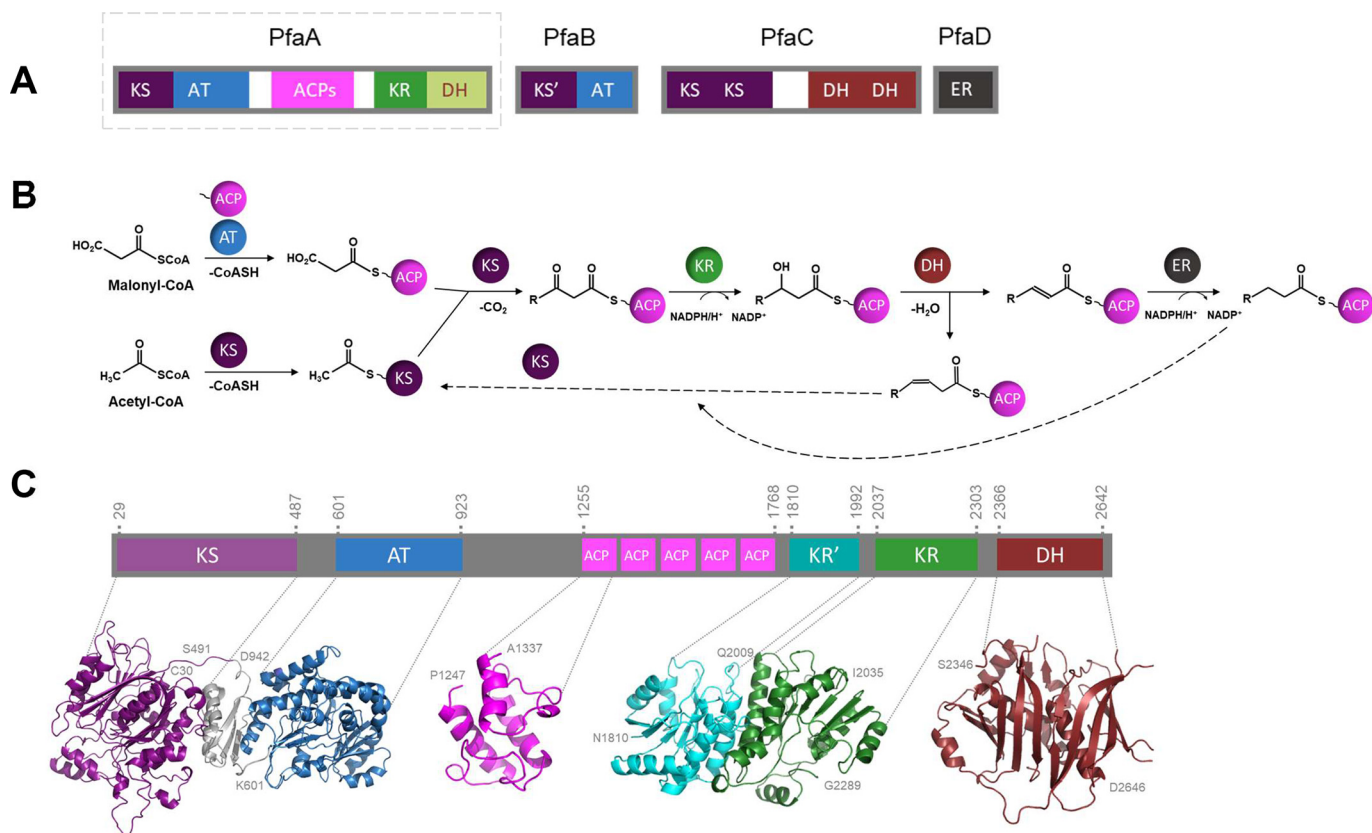 A
PfaA PfaB PfaC PfaD
KS AT ACPs KR DH KS’ AT KS KS DH DH ER
B
ACP
AT
HO₂C O SCoA -CoASH
Malonyl-CoA
HO₂C O S ACP
KS
-CO₂
R O O S ACP
KR
NADPH/H⁺ NADP⁺
OH O R S ACP
DH
-H₂O
R O S ACP
ER
NADPH/H⁺ NADP⁺
R O S ACP
O H₃C SCoA
Acetyl-CoA
KS
-CoASH
O H₃C S KS
KS
R O S ACP
C
29 487 601 923 1255 1768 1810 1992 2037 2303 2366 2642
KS AT ACP ACP ACP ACP ACP KR’ KR DH
S491
C30
D942
K601
P1247
A1337
Q2009
I2035
N1810
G2289
S2346
D2646